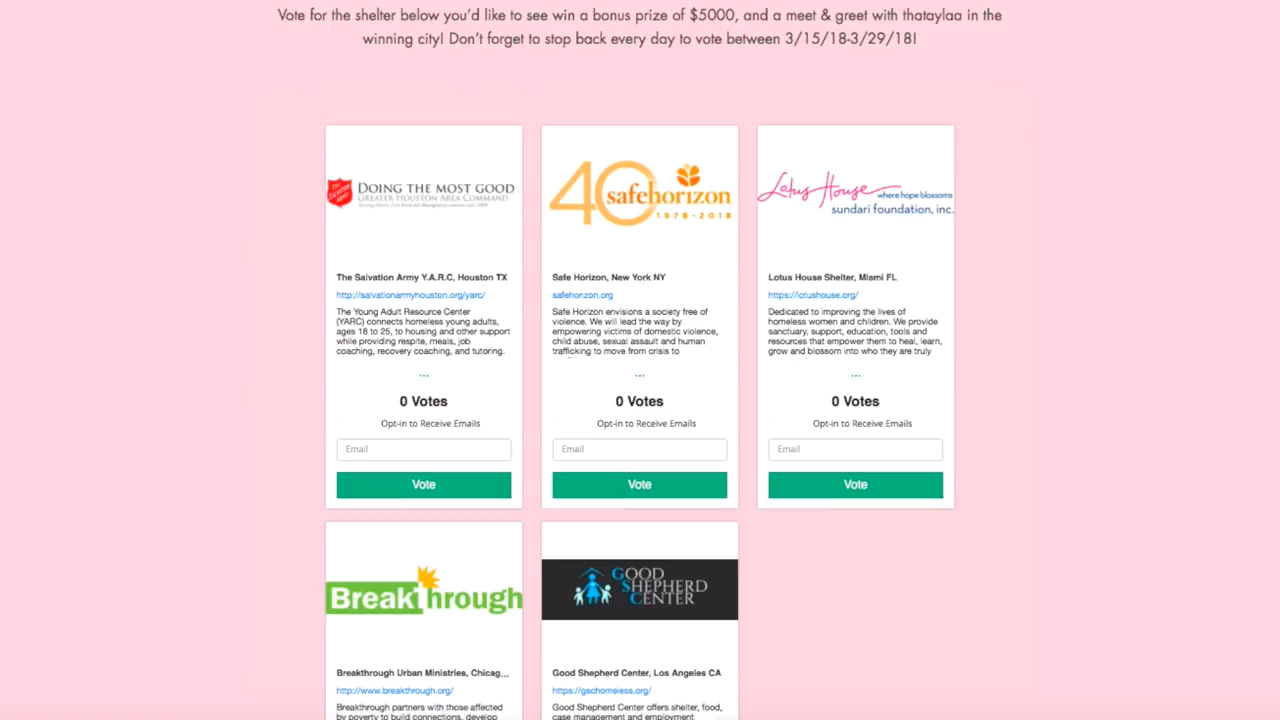 Vote for the shelter below you'd like to see win a bonus prize of $5000, and a meet & greet with thataylaa in the
winning city! Don't forget to stop back every day to vote between 3/15/18-3/29/18!
DOING THE MOST GOOD
GREATER HOUSTON AREA COMMAND
The Salvation Army Y.A.R.C, Houston TX
http://salvationarmyhouston.org/yarc/
The Young Adult Resource Center
(YARC) connects homeless young adults,
ages 18 to 25, to housing and other support
while providing respite, meals, job
coaching, recovery coaching, and tutoring.
...
0 Votes
Opt-in to Receive Emails
Email
Vote
40
safehorizon
1978-2018
Safe Horizon, New York NY
safehorizon.org
Safe Horizon envisions a society free of
violence. We will lead the way by
empowering victims of domestic violence,
child abuse, sexual assault and human
trafficking to move from crisis to
...
0 Votes
Opt-in to Receive Emails
Email
Vote
Lotus House
where hope blossoms
sundari foundation, inc.
Lotus House Shelter, Miami FL
https://lotushouse.org/
Dedicated to improving the lives of
homeless women and children. We provide
sanctuary, support, education, tools and
resources that empower them to heal, learn,
grow and blossom into who they are truly
...
0 Votes
Opt-in to Receive Emails
Email
Vote
Breakthrough
Breakthrough Urban Ministries, Chicag...
http://www.breakthrough.org/
Breakthrough partners with those affected
by poverty to build connections, develop
GOOD
SHEPHERD
CENTER
Good Shepherd Center, Los Angeles CA
https://gschomeless.org/
Good Shepherd Center offers shelter, food,
case management and employment